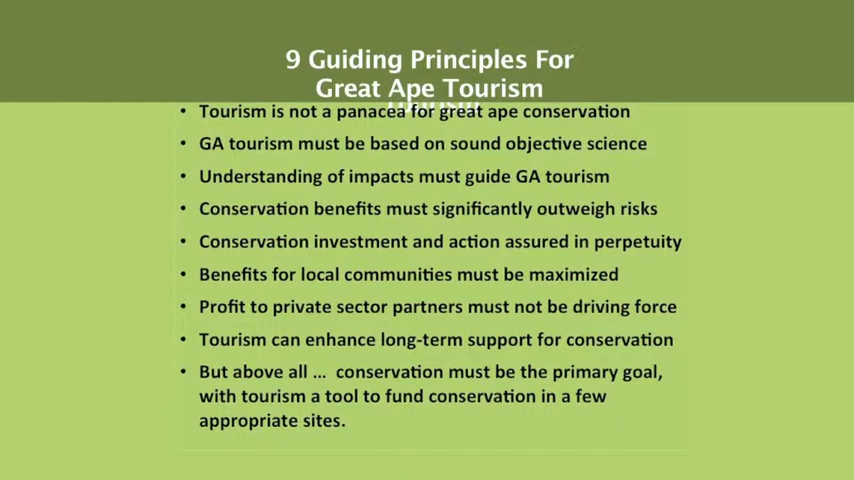 9 Guiding Principles For
Great Ape Tourism
• Tourism is not a panacea for great ape conservation
• GA tourism must be based on sound objective science
• Understanding of impacts must guide GA tourism
• Conservation benefits must significantly outweigh risks
• Conservation investment and action assured in perpetuity
• Benefits for local communities must be maximized
• Profit to private sector partners must not be driving force
• Tourism can enhance long-term support for conservation
• But above all ... conservation must be the primary goal,
with tourism a tool to fund conservation in a few
appropriate sites.